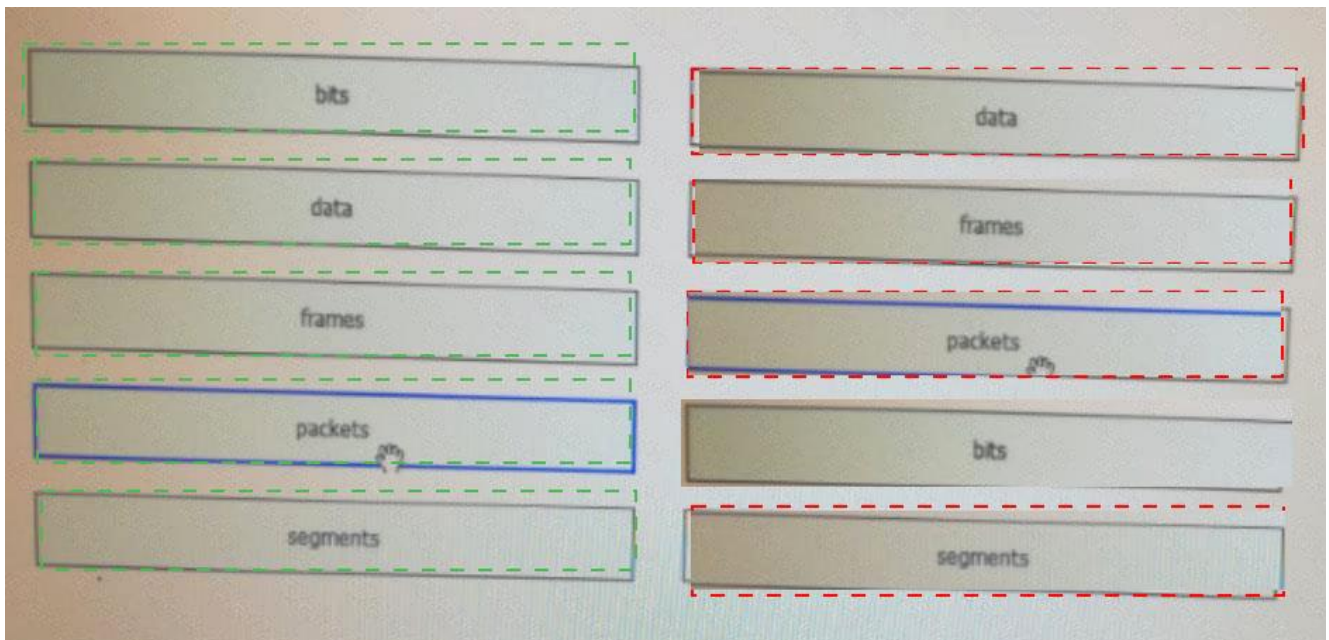 bits
data
frames
packets
segments
data
frames
packets
bits
segments